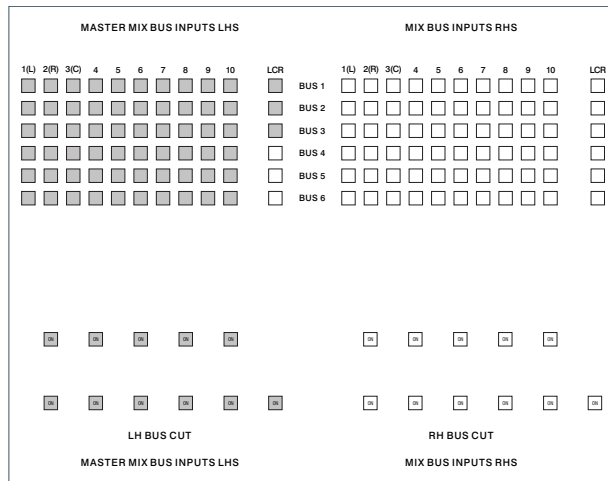 MASTER MIX BUS INPUTS LHS MIX BUS INPUTS RHS
1(L) 2(R) 3(C) 4 5 6 7 8 9 10 LCR 1(L) 2(R) 3(C) 4 5 6 7 8 9 10 LCR
BUS 1
BUS 2
BUS 3
BUS 4
BUS 5
BUS 6
ON ON ON ON ON ON ON ON ON ON
ON ON ON ON ON ON ON ON ON ON ON ON
LH BUS CUT RH BUS CUT
MASTER MIX BUS INPUTS LHS MIX BUS INPUTS RHS